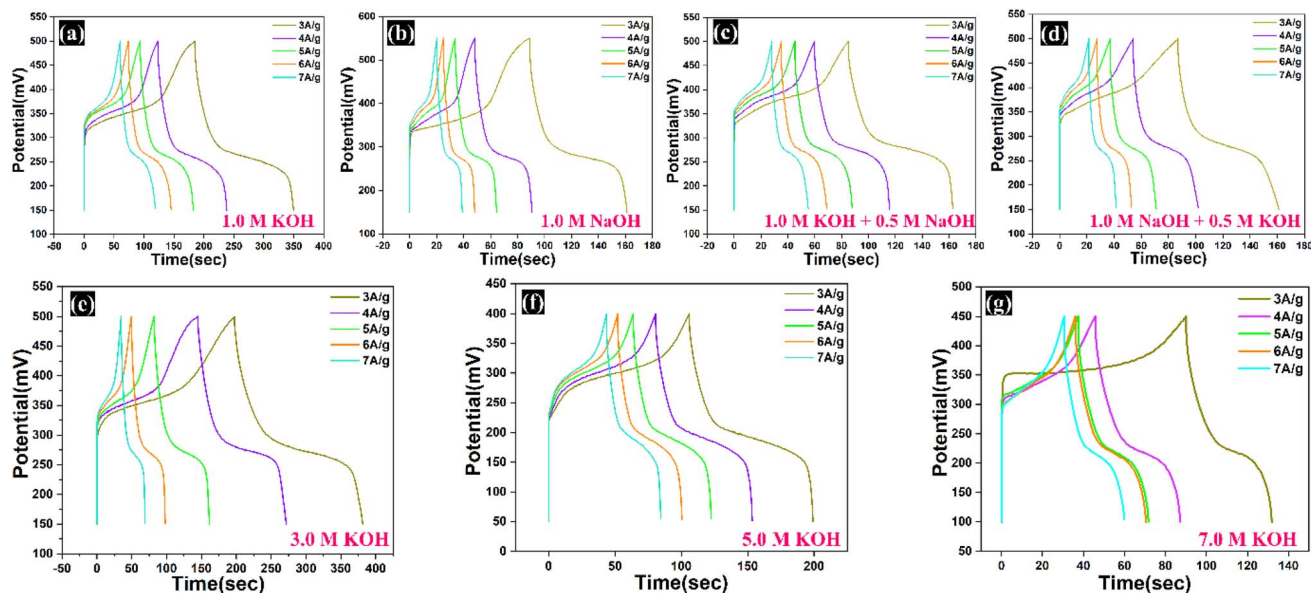 (a)
550
500
450
400
350
300
250
200
150
100
-50 0 50 100 150 200 250 300 350 400
Potential(mV)
Time(sec)
3A/g
4A/g
5A/g
6A/g
7A/g
1.0 M KOH
(b)
600
550
500
450
400
350
300
250
200
150
100
-20 0 20 40 60 80 100 120 140 160 180
Potential(mV)
Time(sec)
3A/g
4A/g
5A/g
6A/g
7A/g
1.0 M NaOH
(c)
550
500
450
400
350
300
250
200
150
100
-20 0 20 40 60 80 100 120 140 160 180
Potential(mV)
Time(sec)
3A/g
4A/g
5A/g
6A/g
7A/g
1.0 M KOH + 0.5 M NaOH
(d)
550
500
450
400
350
300
250
200
150
100
-20 0 20 40 60 80 100 120 140 160 180
Potential(mV)
Time(sec)
3A/g
4A/g
5A/g
6A/g
7A/g
1.0 M NaOH + 0.5 M KOH
(e)
550
500
450
400
350
300
250
200
150
100
-50 0 50 100 150 200 250 300 350 400
Potential(mV)
Time(sec)
3A/g
4A/g
5A/g
6A/g
7A/g
3.0 M KOH
(f)
450
400
350
300
250
200
150
100
50
0
0 50 100 150 200
Potential(mV)
Time(sec)
3A/g
4A/g
5A/g
6A/g
7A/g
5.0 M KOH
(g)
500
450
400
350
300
250
200
150
100
50
0 20 40 60 80 100 120 140
Potential(mV)
Time(sec)
3A/g
4A/g
5A/g
6A/g
7A/g
7.0 M KOH